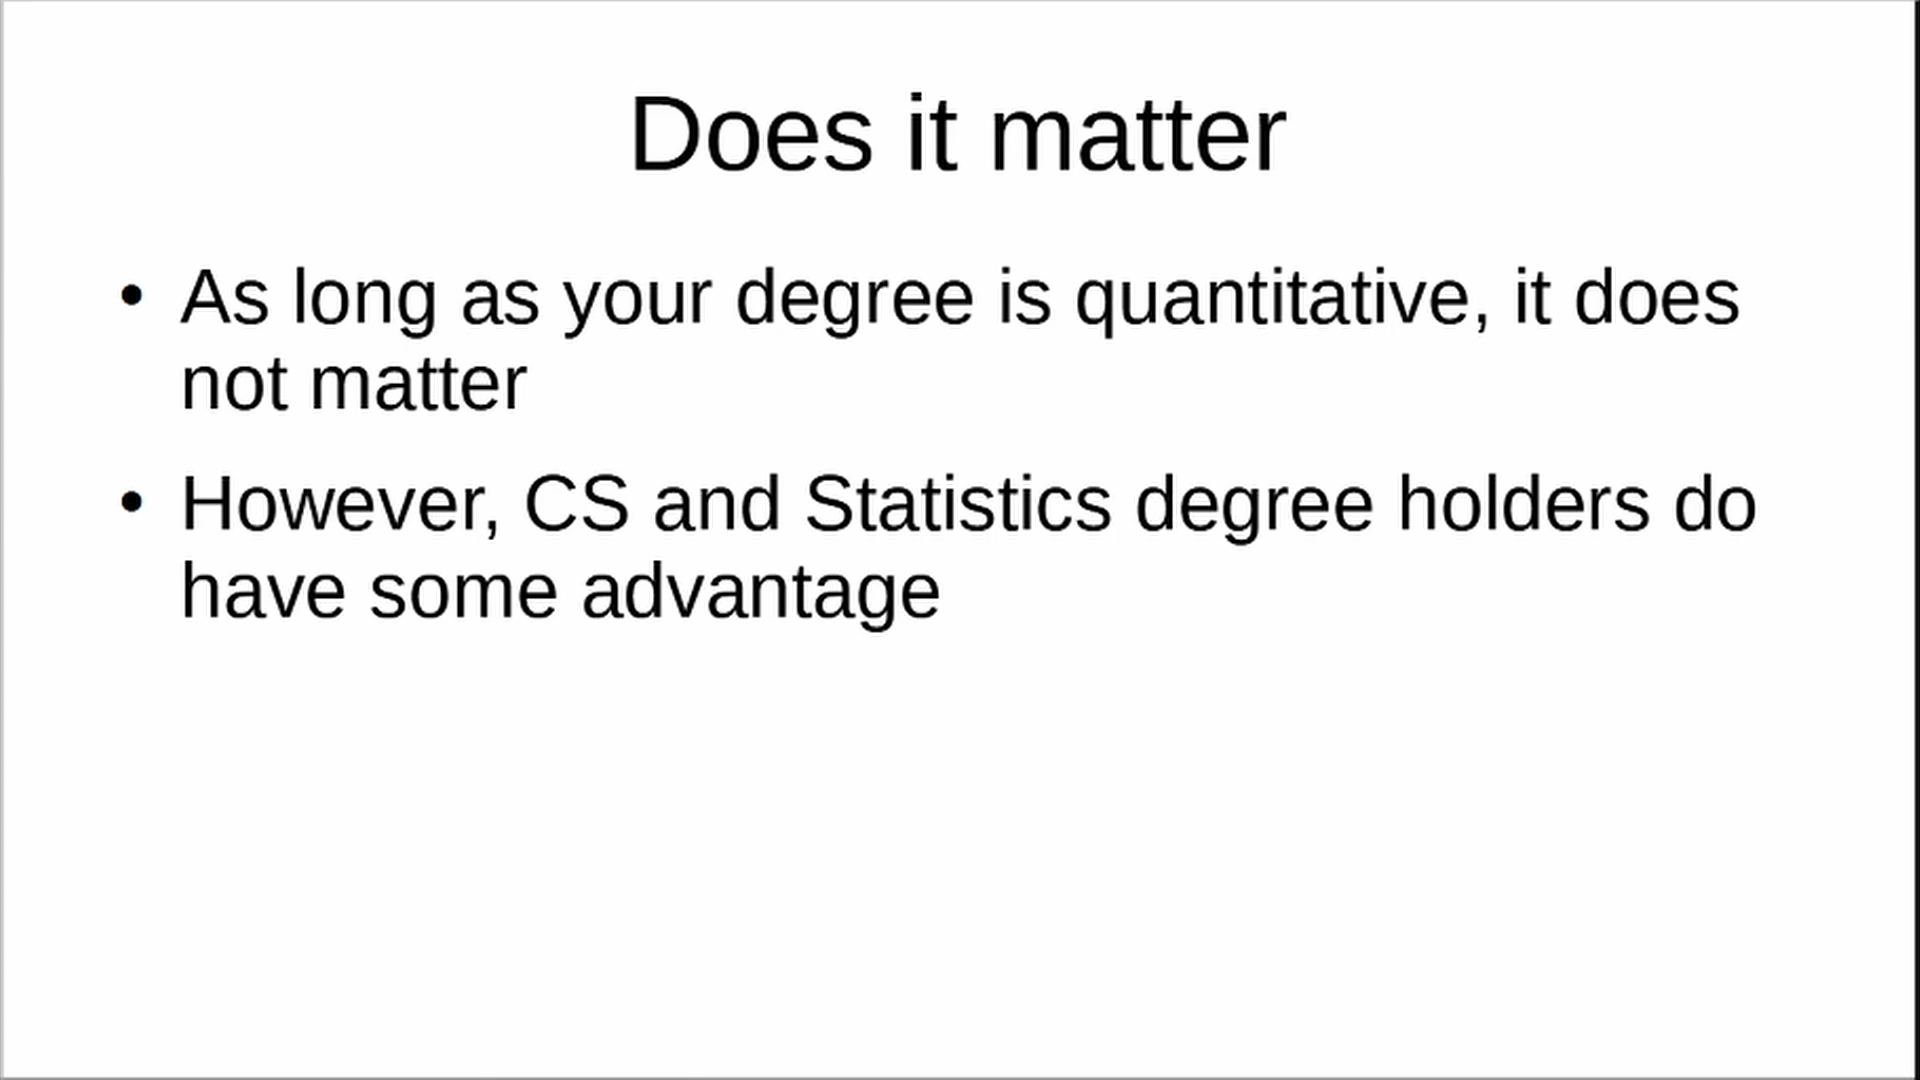 Does it matter
• As long as your degree is quantitative, it does
not matter
• However, CS and Statistics degree holders do
have some advantage